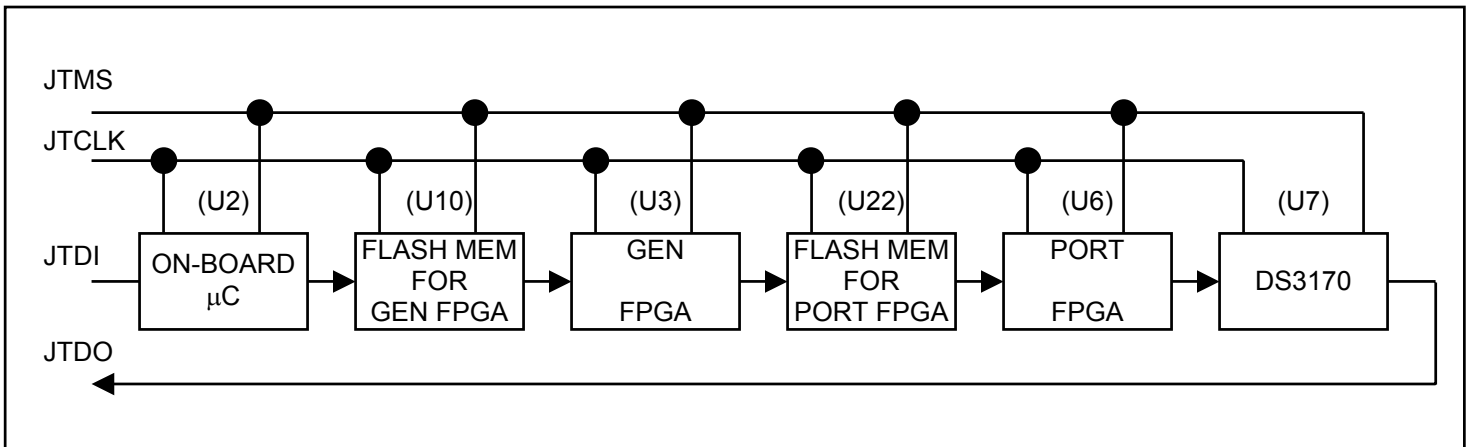 JTMS
JTCLK
(U2)
(U10)
(U3)
(U22)
(U6)
(U7)
JTDI
ON-BOARD
μC
FLASH MEM
FOR
GEN FPGA
GEN
FPGA
FLASH MEM
FOR
PORT FPGA
PORT
FPGA
DS3170
JTDO